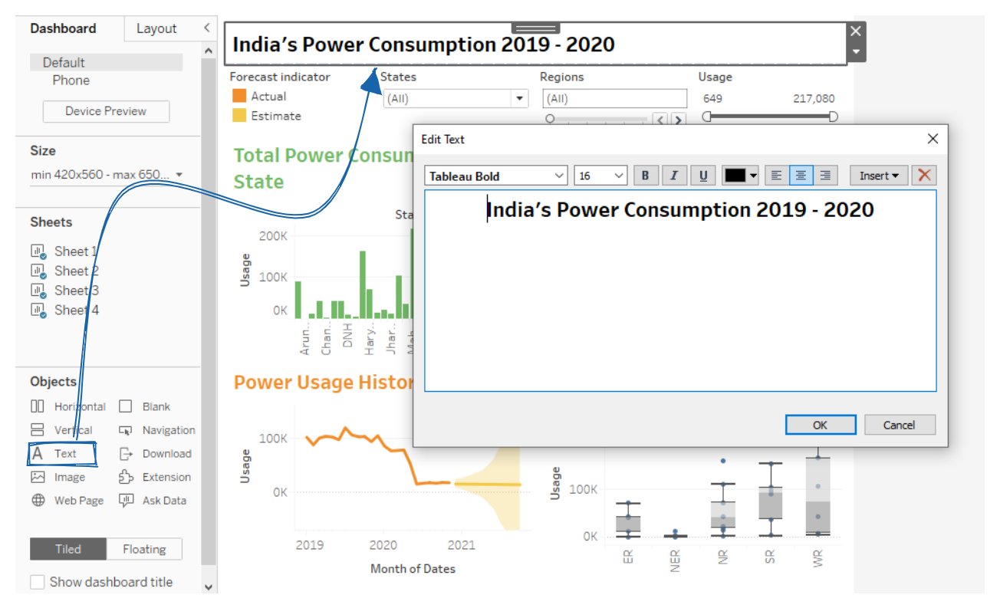 Dashboard
Layout
Default
Phone
Device Preview
Size
min 420x560 - max 650...
Sheets
Sheet 1
Sheet 2
Sheet 3
Sheet 4
Objects
Horizontal
Blank
Vertical
Navigation
Text
Download
Image
Extension
Web Page
Ask Data
Tiled
Floating
Show dashboard title
India's Power Consumption 2019 - 2020
Forecast indicator
Actual
Estimate
States
(All)
Regions
(All)
Usage
649
217,080
Total Power Consum
State
Sta
Usage
200K
100K
0K
Arun..
Chan..
DNH
Hary..
Jhar..
Power Usage Histor
Usage
100K
0K
2019
2020
2021
Month of Dates
Usage
100K
0K
ER
NER
NR
SR
WR
Edit Text
Tableau Bold
16
B
I
U
Insert
India's Power Consumption 2019 - 2020
OK
Cancel